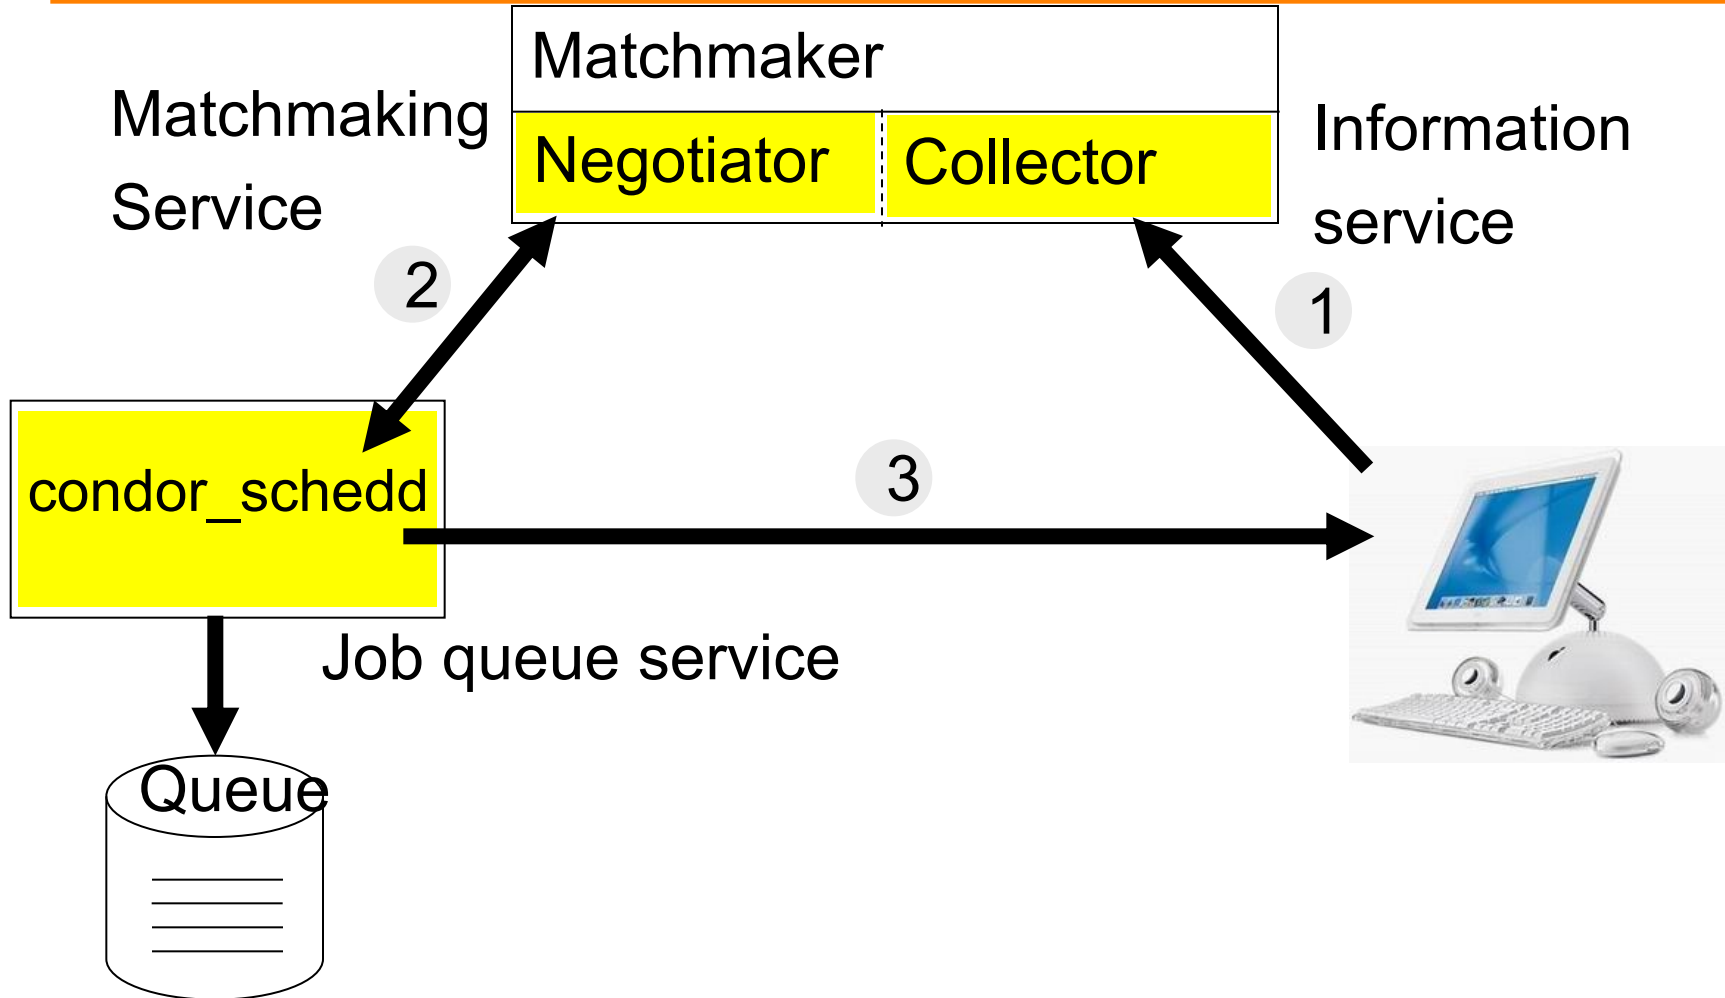 Matchmaker
Matchmaking
Service
Negotiator
Collector
Information
service
2
1
condor_schedd
3
Job queue service
Queue